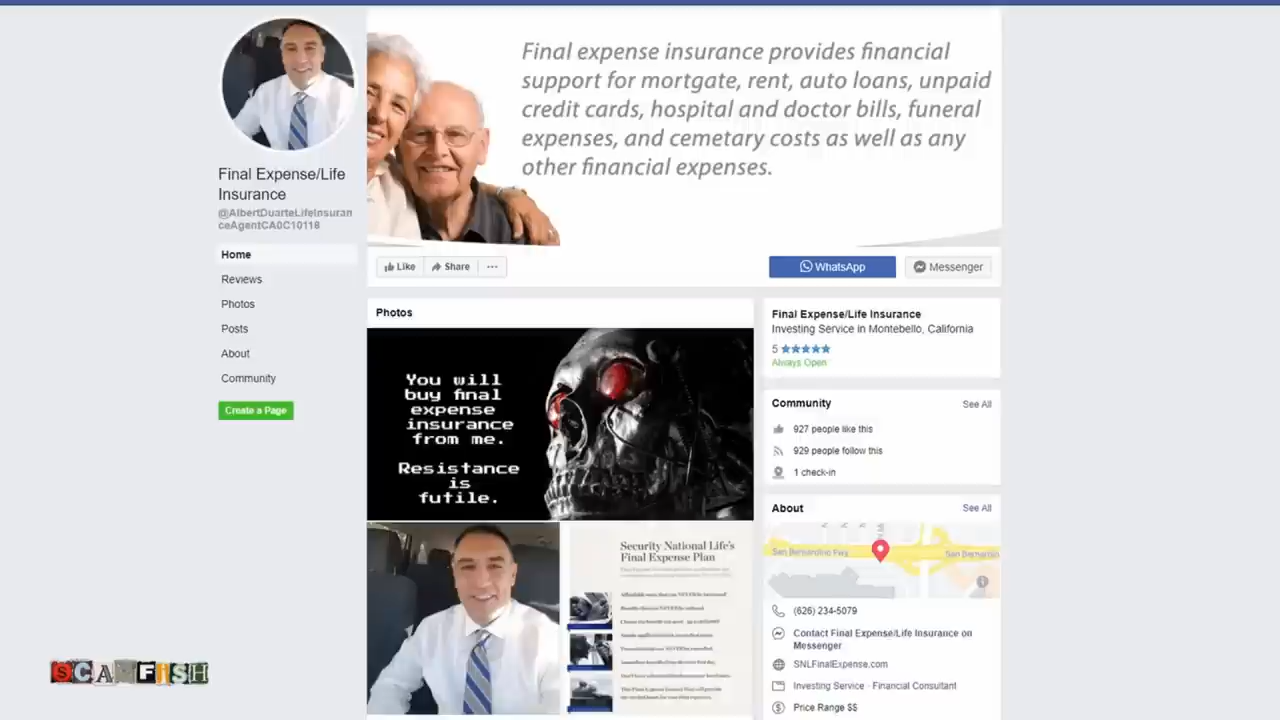 Final expense insurance provides financial
support for mortgate, rent, auto loans, unpaid
credit cards, hospital and doctor bills, funeral
expenses, and cemetary costs as well as any
other financial expenses.
Final Expense/Life
Insurance
@AlbertDuarteLifeInsuran
ceAgentCA0C10118
Home
Reviews
Photos
Posts
About
Community
Create a Page
Like
Share
WhatsApp
Messenger
Photos
You will
buy final
expense
insurance
from me.
Resistance
is
futile.
Security National Life's
Final Expense Plan
Final Expense/Life Insurance
Investing Service in Montebello, California
5
Always Open
Community
See All
927 people like this
929 people follow this
1 check-in
About
See All
San Bernardino Fwy
San Bernardin
(626) 234-5079
Contact Final Expense/Life Insurance on
Messenger
SNLFinalExpense.com
Investing Service · Financial Consultant
Price Range $$
SCAMFiSH